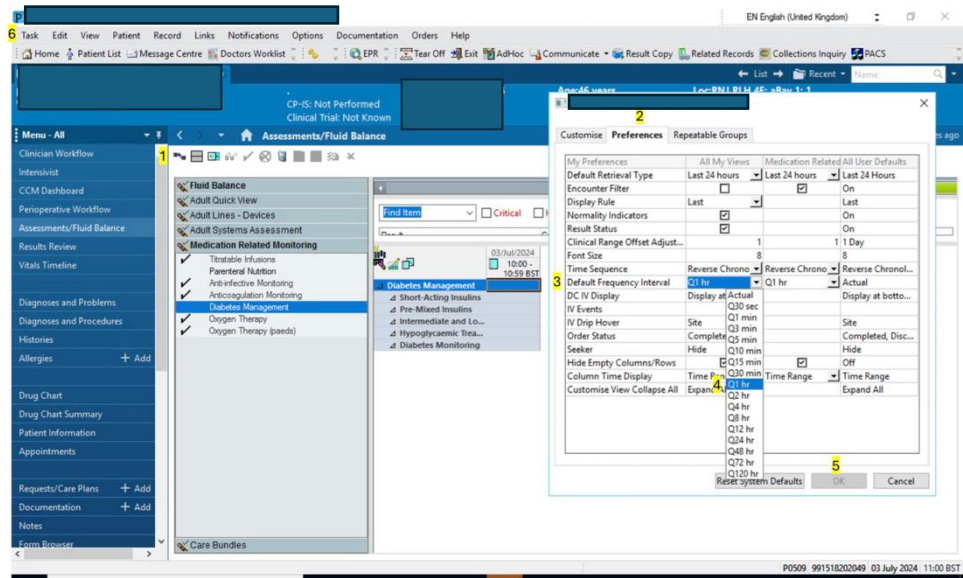 P
EN English (United Kingdom)
6 Task Edit View Patient Record Links Notifications Options Documentation Orders Help
Home Patient List Message Centre Doctors Worklist EPR Tear Off Exit AdHoc Communicate Result Copy Related Records Collections Inquiry PACS
List Recent Name
Age:46 years
CP-IS: Not Performed
Clinical Trial: Not Known
Menu - All
Assessments/Fluid Balance
es ago
Clinician Workflow
Intensivist
CCM Dashboard
Perioperative Workflow
Assessments/Fluid Balance
Results Review
Vitals Timeline
Diagnoses and Problems
Diagnoses and Procedures
Histories
Allergies + Add
Drug Chart
Drug Chart Summary
Patient Information
Appointments
Requests/Care Plans + Add
Documentation + Add
Notes
Form Browser
1
Fluid Balance
Adult Quick View
Adult Lines - Devices
Adult Systems Assessment
Medication Related Monitoring
Titratable Infusions
Parenteral Nutrition
Anti-infective Monitoring
Anticoagulation Monitoring
Diabetes Management
Oxygen Therapy
Oxygen Therapy (paeds)
Care Bundles
Find Item Critical
03/Jul/2024
10:00 -
10:59 BST
Diabetes Management
Short-Acting Insulins
Pre-Mixed Insulins
Intermediate and Lo...
Hypoglycaemic Trea...
Diabetes Monitoring
2
Customise Preferences Repeatable Groups
My Preferences All My Views Medication Related All User Defaults
Default Retrieval Type Last 24 hours Last 24 hours Last 24 Hours
Encounter Filter On
Display Rule Last Last
Normality Indicators On
Result Status On
Clinical Range Offset Adjust... 1 1 1 Day
Font Size 8 8 8
Time Sequence Reverse Chrono Reverse Chrono Reverse Chronol...
3 Default Frequency Interval Q1 hr Q1 hr Actual
DC IV Display Display at Display at botto...
IV Events
IV Drip Hover Site Site
Order Status Complete Completed, Disc...
Seeker Hide Hide
Hide Empty Columns/Rows Off
Column Time Display Time Ran Time Range Time Range
Customise View Collapse All Expand Expand All
Actual
Q30 sec
Q1 min
Q3 min
Q5 min
Q10 min
Q15 min
Q30 min
4 Q1 hr
Q2 hr
Q4 hr
Q8 hr
Q12 hr
Q24 hr
Q48 hr
Q72 hr
Q120 hr
5
Reset System Defaults OK Cancel
P0509 991518202049 03 July 2024 11:00 BST